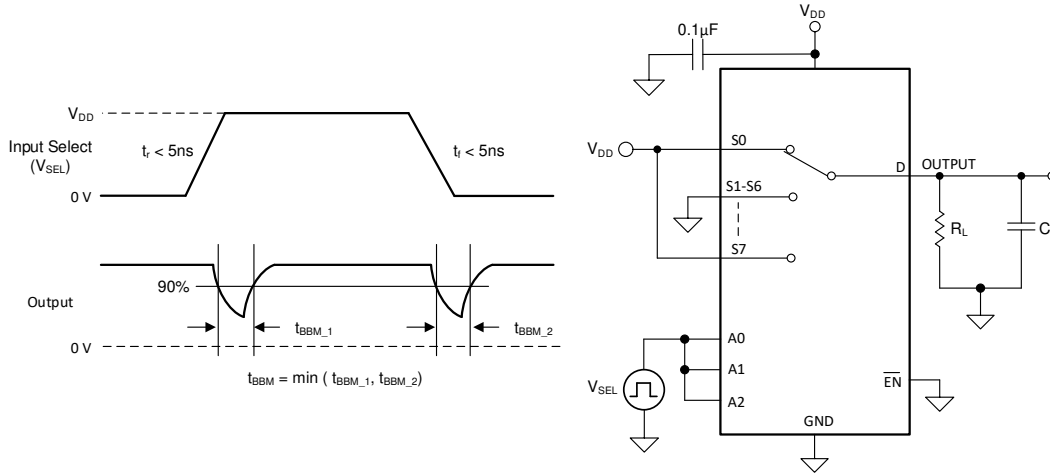 V_DD
Input Select
(V_SEL)
t_r < 5ns
t_f < 5ns
0 V
Output
90%
t_BBM_1
t_BBM_2
0 V
t_BBM = min ( t_BBM_1, t_BBM_2)
V_DD
0.1µF
V_DD
S0
S1-S6
S7
D
OUTPUT
R_L
C
V_SEL
A0
A1
A2
EN
GND